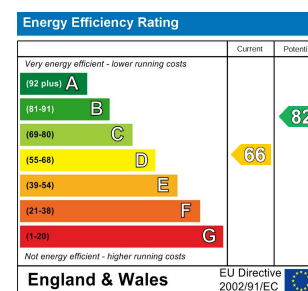 Energy Efficiency Rating
Current Potenti
Very energy efficient - lower running costs
(92 plus) A
(81-91) B
(69-80) C
(55-68) D
(39-54) E
(21-38) F
(1-20) G
66
82
Not energy efficient - higher running costs
England & Wales
EU Directive
2002/91/EC